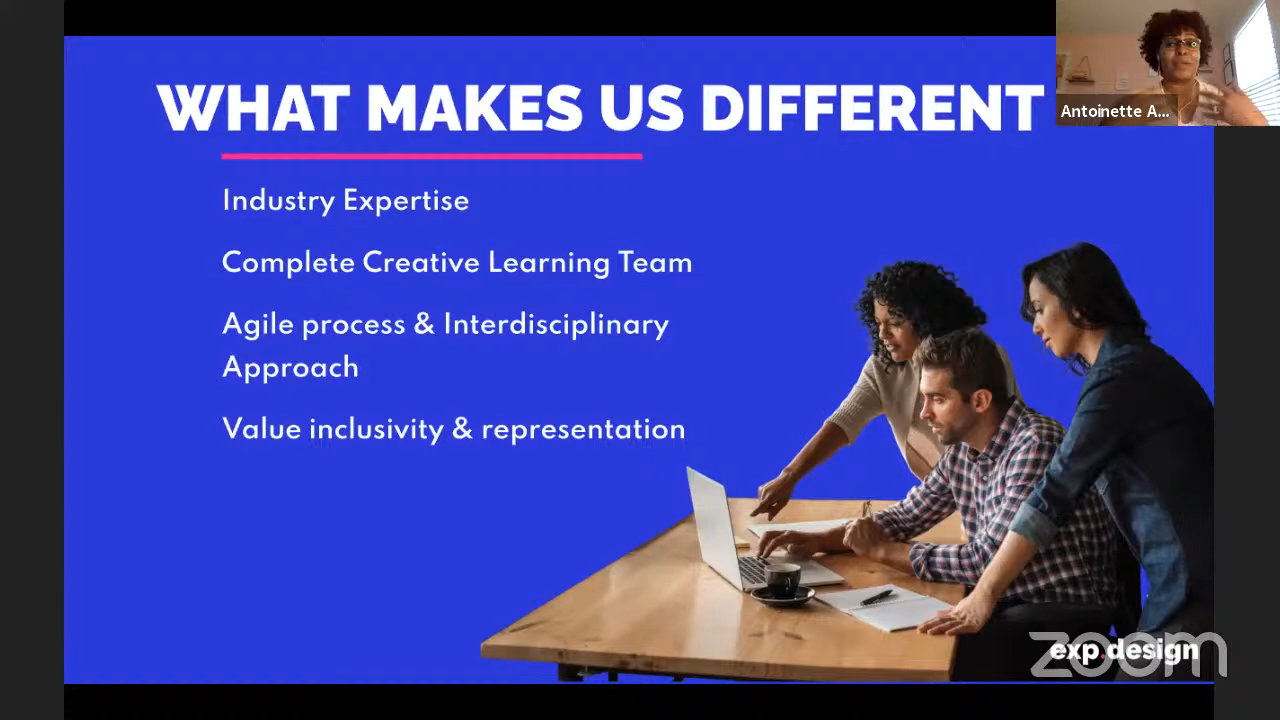 WHAT MAKES US DIFFERENT
Antoinette A...
Industry Expertise
Complete Creative Learning Team
Agile process & Interdisciplinary
Approach
Value inclusivity & representation
exp.design
zoom